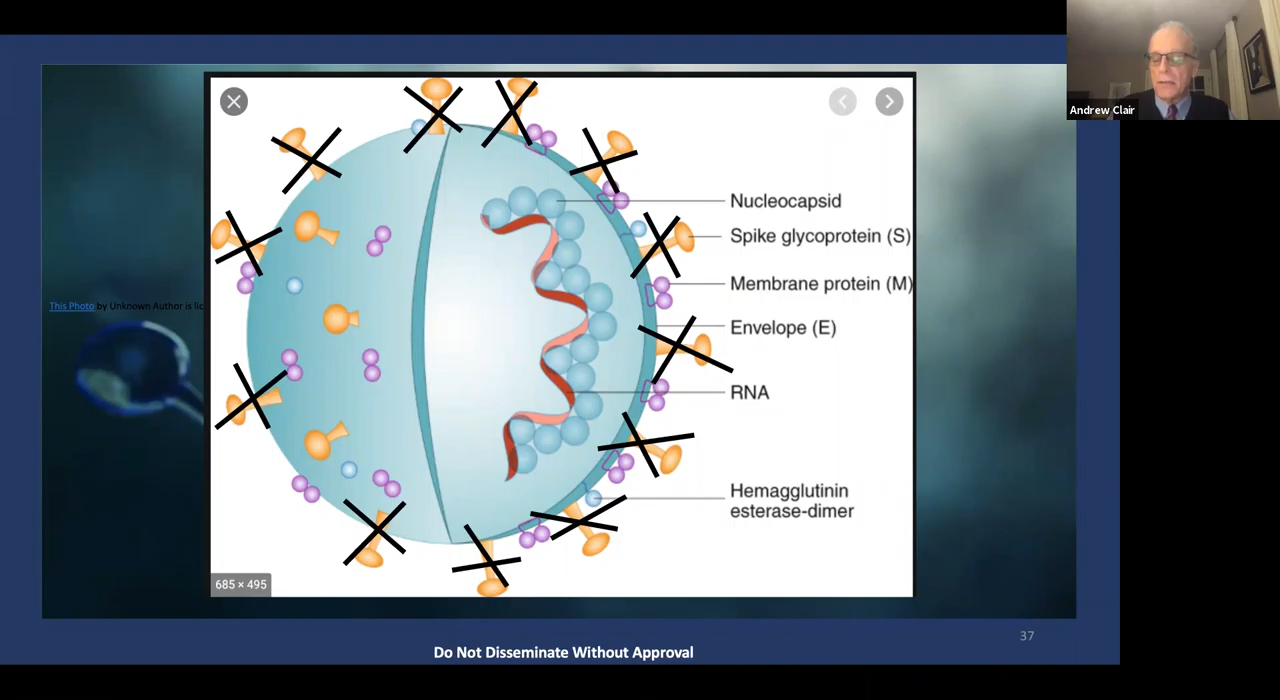 Andrew Clair
Nucleocapsid
Spike glycoprotein (S)
Membrane protein (M)
This Photo by Unknown Author is lic
Envelope (E)
RNA
Hemagglutinin
esterase-dimer
685 × 495
37
Do Not Disseminate Without Approval